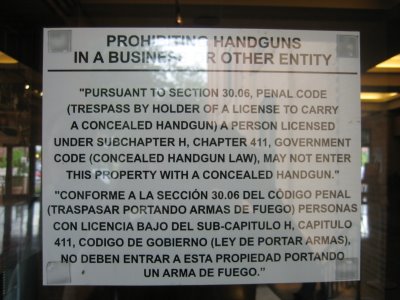 PROHIBITING HANDGUNS
IN A BUSINESS OR OTHER ENTITY
"PURSUANT TO SECTION 30.06, PENAL CODE
(TRESPASS BY HOLDER OF A LICENSE TO CARRY
A CONCEALED HANDGUN) A PERSON LICENSED
UNDER SUBCHAPTER H, CHAPTER 411, GOVERNMENT
CODE (CONCEALED HANDGUN LAW), MAY NOT ENTER
THIS PROPERTY WITH A CONCEALED HANDGUN."
"CONFORME A LA SECCIÓN 30.06 DEL CÓDIGO PENAL
(TRASPASAR PORTANDO ARMAS DE FUEGO) PERSONAS
CON LICENCIA BAJO DEL SUB-CAPITULO H, CAPITULO
411, CODIGO DE GOBIERNO (LEY DE PORTAR ARMAS),
NO DEBEN ENTRAR A ESTA PROPIEDAD PORTANDO
UN ARMA DE FUEGO.”